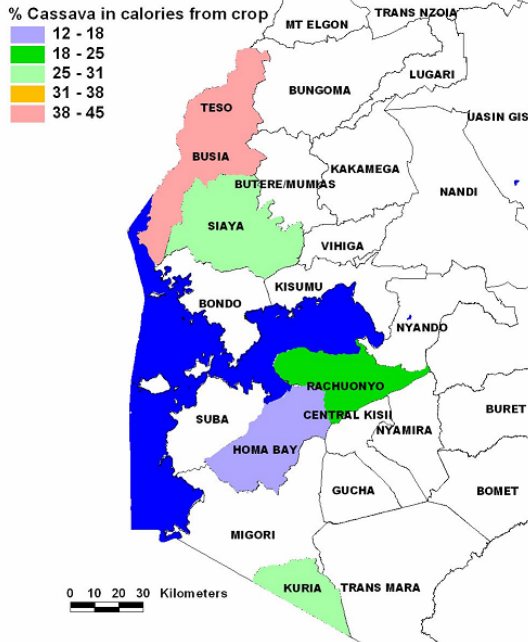 % Cassava in calories from crop
12 - 18
18 - 25
25 - 31
31 - 38
38 - 45
MT ELGON
TRANS NZOIA
LUGARI
BUNGOMA
TESO
UASIN GIS
BUSIA
KAKAMEGA
BUTERE/MUMIAS
NANDI
SIAYA
VIHIGA
KISUMU
BONDO
NYANDO
RACHUONYO
SUBA
CENTRAL KISII
BURET
NYAMIRA
HOMA BAY
GUCHA
BOMET
MIGORI
KURIA
TRANS MARA
0 10 20 30 Kilometers